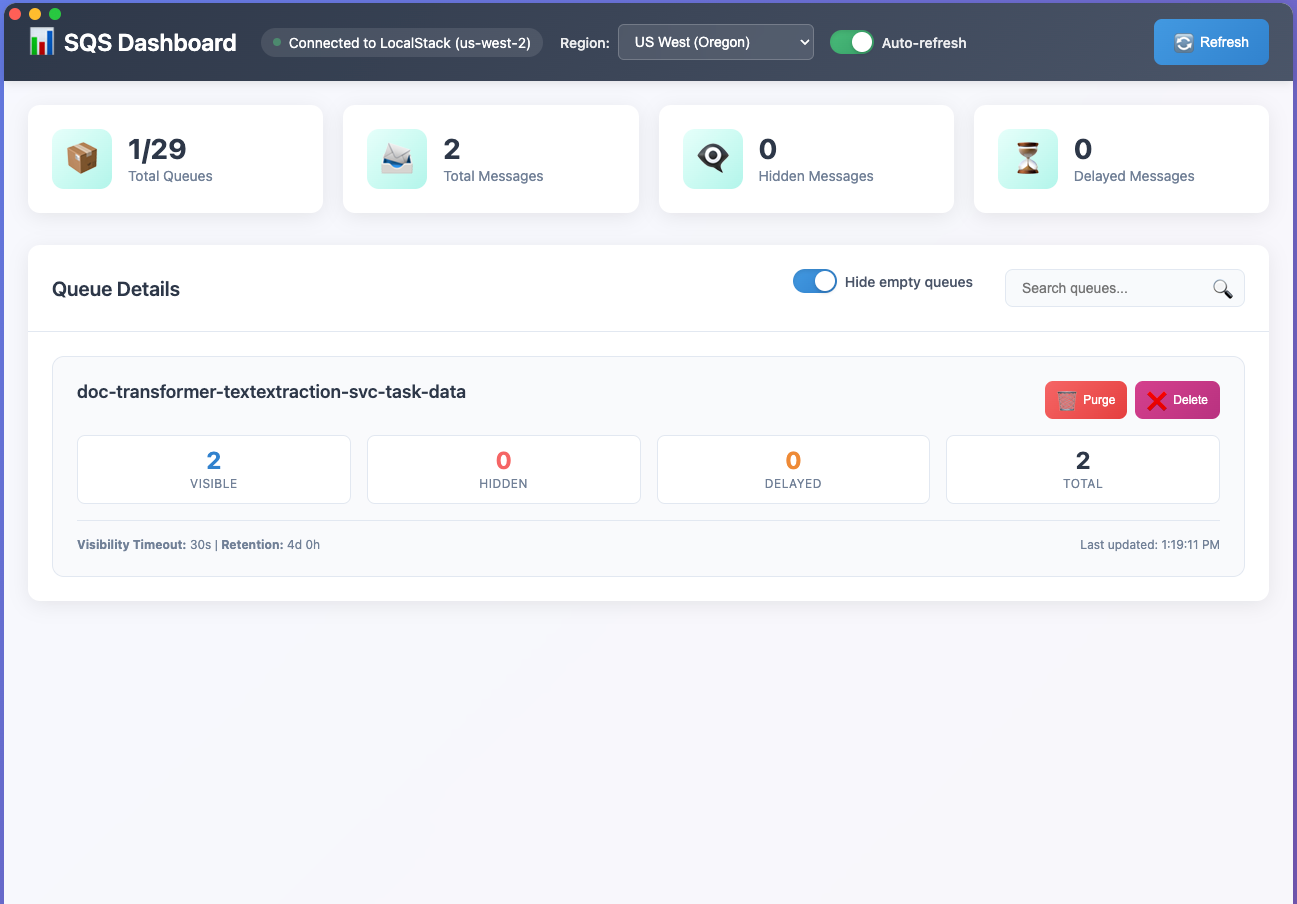 SQS Dashboard
Connected to LocalStack (us-west-2)
Region:
US West (Oregon)
Auto-refresh
Refresh
1/29
Total Queues
2
Total Messages
0
Hidden Messages
0
Delayed Messages
Queue Details
Hide empty queues
Search queues...
doc-transformer-textextraction-svc-task-data
Purge
Delete
2
VISIBLE
0
HIDDEN
0
DELAYED
2
TOTAL
Visibility Timeout: 30s | Retention: 4d 0h
Last updated: 1:19:11 PM